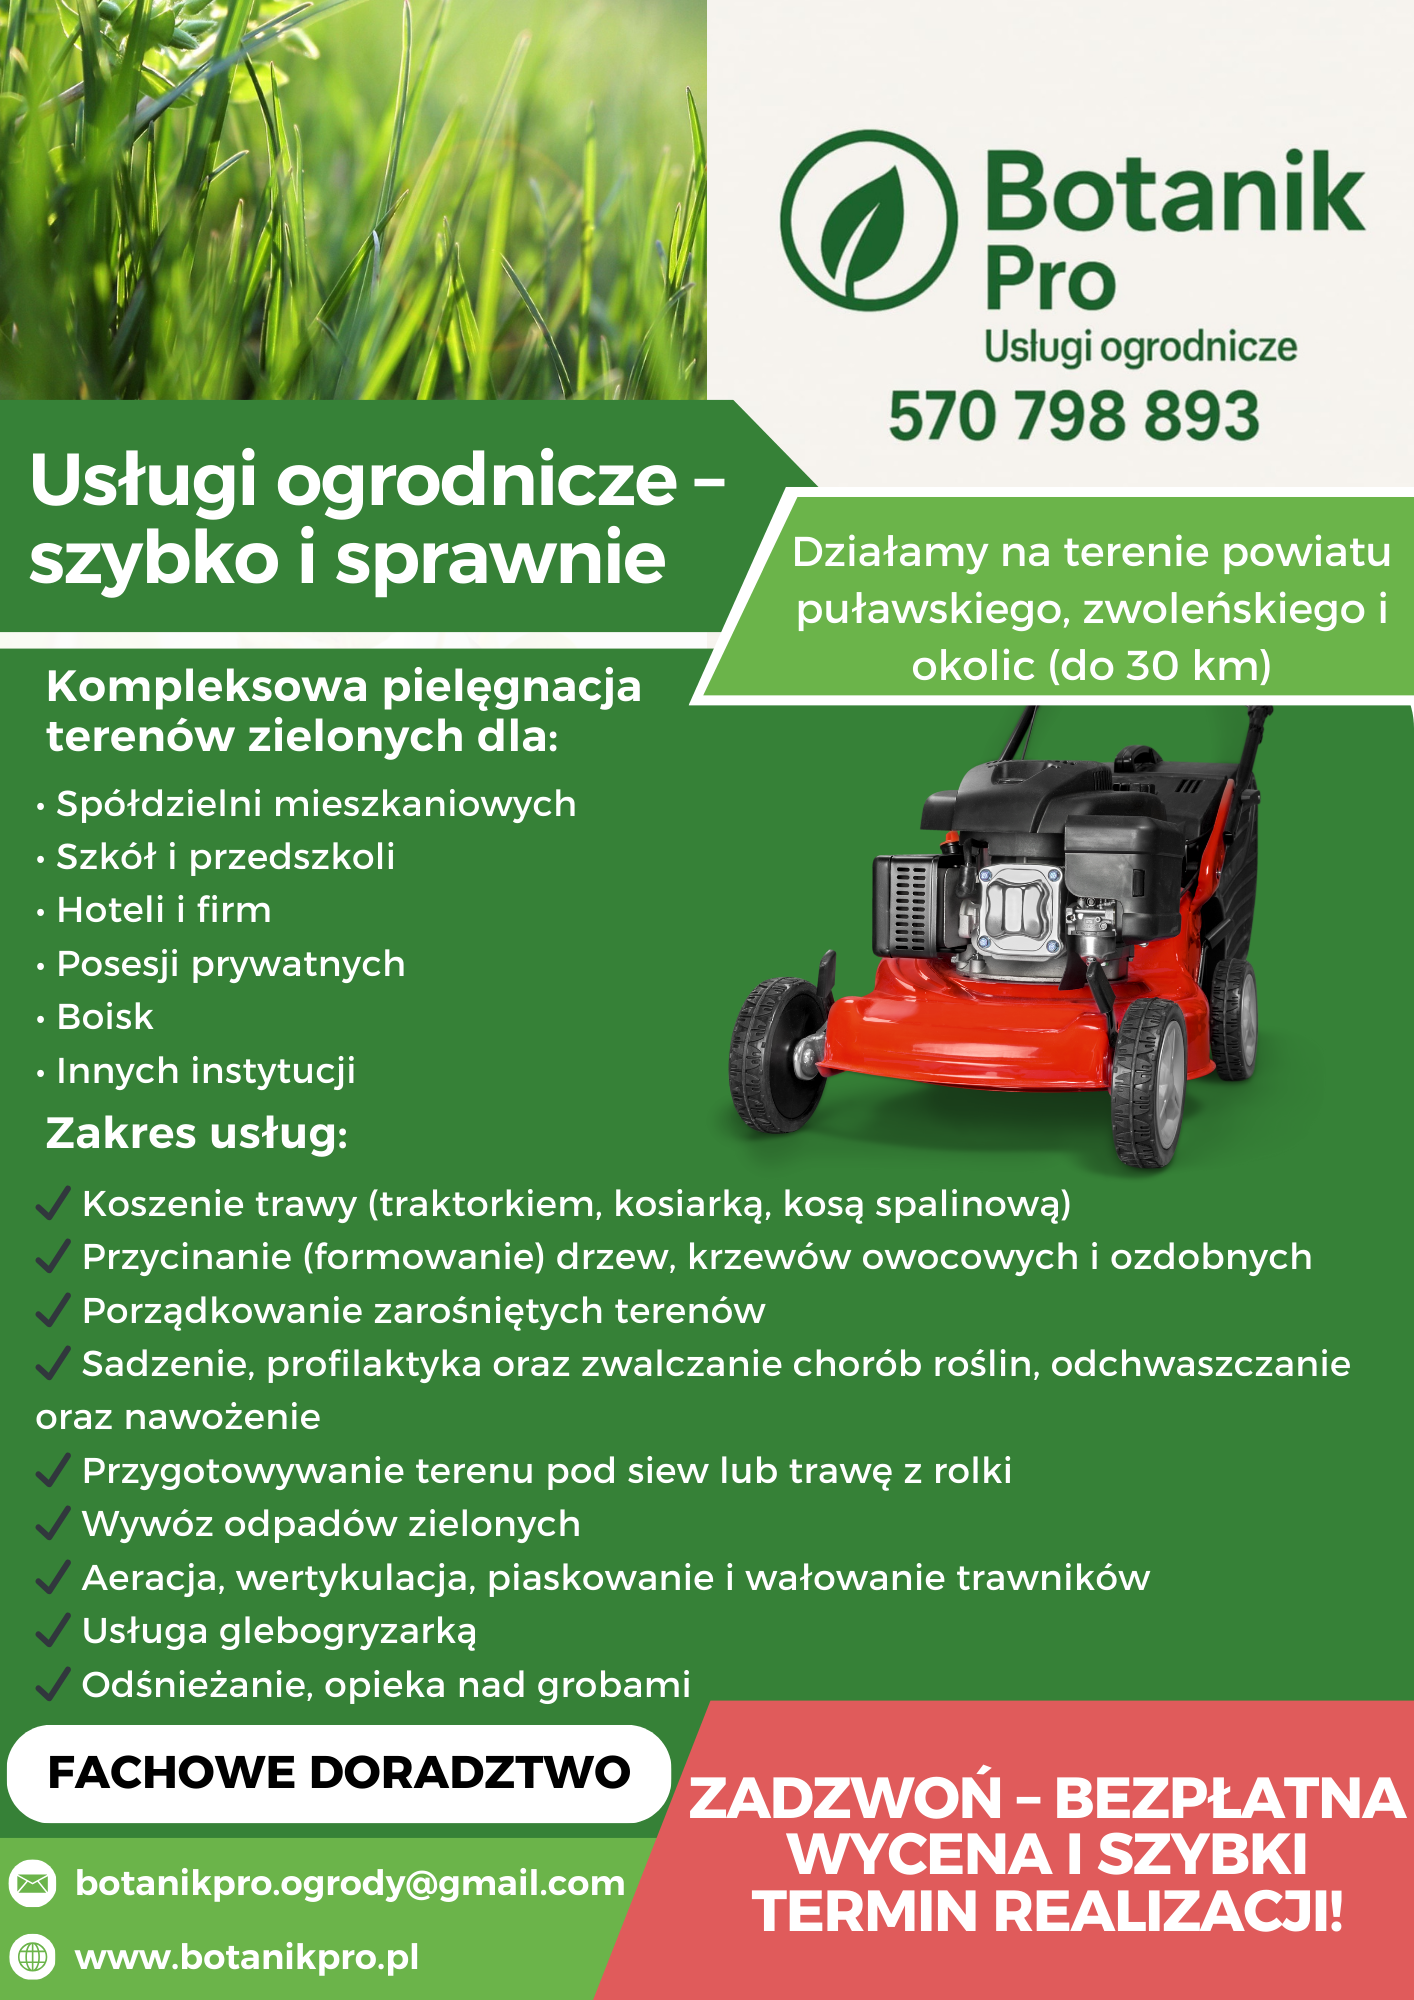 Botanik
Pro
Usługi ogrodnicze
570 798 893
Usługi ogrodnicze –
szybko i sprawnie
Działamy na terenie powiatu
puławskiego, zwoleńskiego i
okolic (do 30 km)
Kompleksowa pielęgnacja
terenów zielonych dla:
• Spółdzielni mieszkaniowych
• Szkół i przedszkoli
• Hoteli i firm
• Posesji prywatnych
• Boisk
• Innych instytucji
Zakres usług:
✔ Koszenie trawy (traktorkiem, kosiarką, kosą spalinową)
✔ Przycinanie (formowanie) drzew, krzewów owocowych i ozdobnych
✔ Porządkowanie zarośniętych terenów
✔ Sadzenie, profilaktyka oraz zwalczanie chorób roślin, odchwaszczanie
oraz nawożenie
✔ Przygotowywanie terenu pod siew lub trawę z rolki
✔ Wywóz odpadów zielonych
✔ Aeracja, wertykulacja, piaskowanie i wałowanie trawników
✔ Usługa glebogryzarką
✔ Odśnieżanie, opieka nad grobami
FACHOWE DORADZTWO
botanikpro.ogrody@gmail.com
www.botanikpro.pl
ZADZWOŃ – BEZPŁATNA
WYCENA I SZYBKI
TERMIN REALIZACJI!